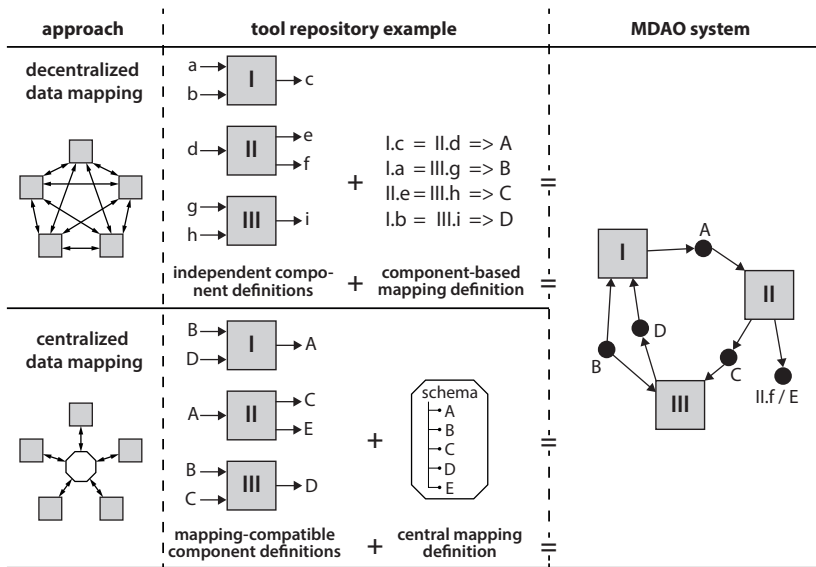 approach
tool repository example
MDAO system
decentralized
data mapping
a
b
I
c
d
II
e
f
g
h
III
i
+
I.c = II.d => A
I.a = III.g => B
II.e = III.h => C
I.b = III.i => D
=
independent compo-
nent definitions
+
component-based
mapping definition
=
centralized
data mapping
B
D
I
A
A
II
C
E
B
C
III
D
+
schema
A
B
C
D
E
=
mapping-compatible
component definitions
+
central mapping
definition
=
I
A
II
D
B
C
III
II.f / E